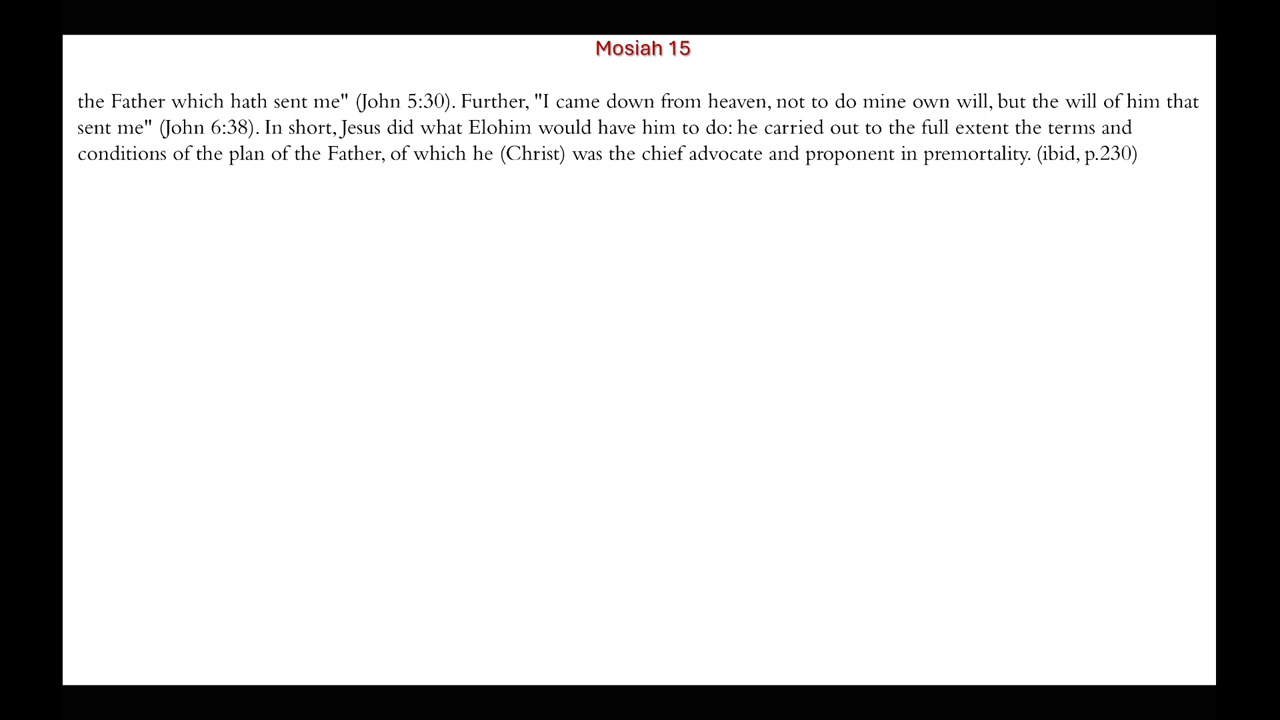 Mosiah 15
the Father which hath sent me" (John 5:30). Further, "I came down from heaven, not to do mine own will, but the will of him that
sent me" (John 6:38). In short, Jesus did what Elohim would have him to do: he carried out to the full extent the terms and
conditions of the plan of the Father, of which he (Christ) was the chief advocate and proponent in premortality. (ibid, p.230)